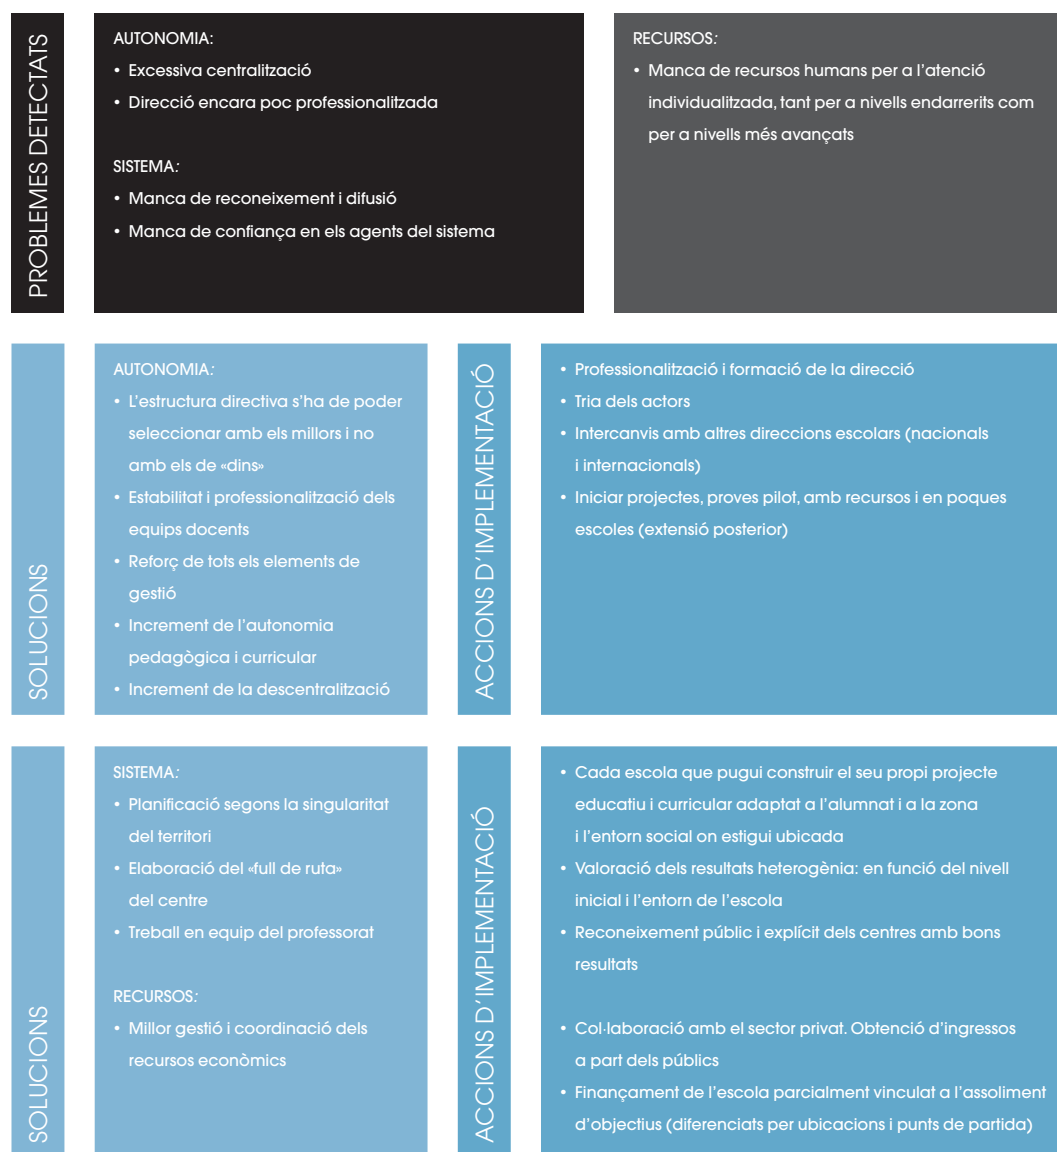 PROBLEMES DETECTATS
AUTONOMIA:
• Excessiva centralització
• Direcció encara poc professionalitzada
SISTEMA:
• Manca de reconeixement i difusió
• Manca de confiança en els agents del sistema
RECURSOS:
• Manca de recursos humans per a l’atenció
individualitzada, tant per a nivells endarrerits com
per a nivells més avançats
SOLUCIONS
AUTONOMIA:
• L’estructura directiva s’ha de poder
seleccionar amb els millors i no
amb els de «dins»
• Estabilitat i professionalització dels
equips docents
• Reforç de tots els elements de
gestió
• Increment de l’autonomia
pedagògica i curricular
• Increment de la descentralització
ACCIONS D’IMPLEMENTACIÓ
• Professionalització i formació de la direcció
• Tria dels actors
• Intercanvis amb altres direccions escolars (nacionals
i internacionals)
• Iniciar projectes, proves pilot, amb recursos i en poques
escoles (extensió posterior)
SOLUCIONS
SISTEMA:
• Planificació segons la singularitat
del territori
• Elaboració del «full de ruta»
del centre
• Treball en equip del professorat
RECURSOS:
• Millor gestió i coordinació dels
recursos econòmics
ACCIONS D’IMPLEMENTACIÓ
• Cada escola que pugui construir el seu propi projecte
educatiu i curricular adaptat a l’alumnat i a la zona
i l’entorn social on estigui ubicada
• Valoració dels resultats heterogènia: en funció del nivell
inicial i l’entorn de l’escola
• Reconeixement públic i explícit dels centres amb bons
resultats
• Col·laboració amb el sector privat. Obtenció d’ingressos
a part dels públics
• Finançament de l’escola parcialment vinculat a l’assoliment
d’objectius (diferenciats per ubicacions i punts de partida)